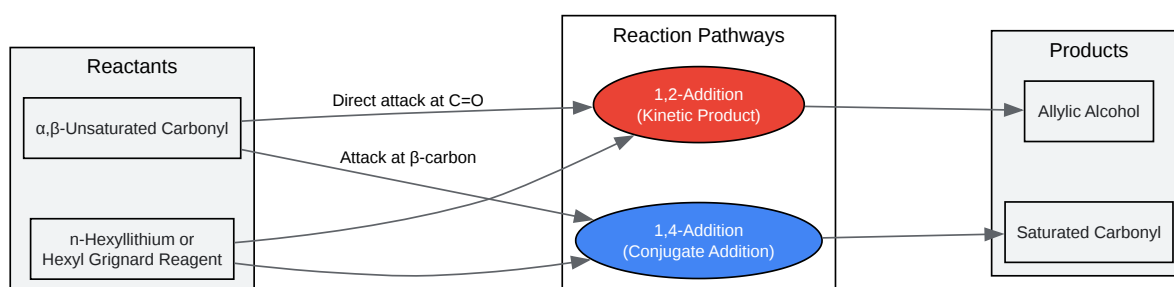 Reactants
α,β-Unsaturated Carbonyl
n-Hexyllithium or
Hexyl Grignard Reagent
Direct attack at C=O
Attack at β-carbon
Reaction Pathways
1,2-Addition
(Kinetic Product)
1,4-Addition
(Conjugate Addition)
Products
Allylic Alcohol
Saturated Carbonyl